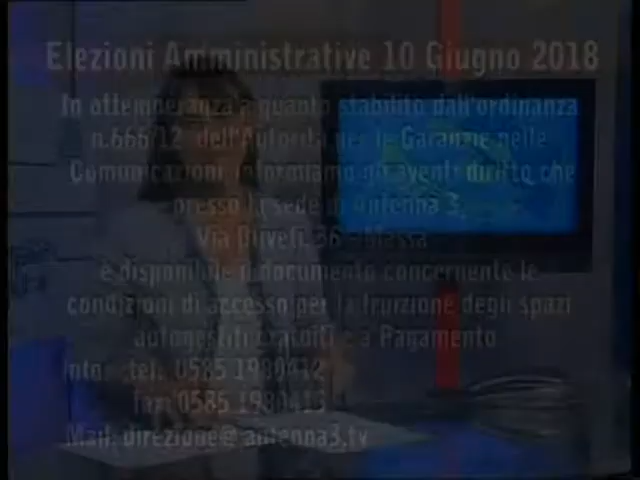 Elezioni Amministrative 10 Giugno 2018
In ottemperanza a quanto stabilito dall'ordinanza
n.666/12 dell'Autorità per le Garanzie nelle
Comunicazioni, informiamo gli aventi diritto che
presso la sede di Antenna 3,
Via Oliveti, 36 - Massa
è disponibile il documento concernente le
condizioni di accesso per la fruizione degli spazi
autogestiti gratuiti e a Pagamento
Info: tel: 0585 1980412
fax 0585 1980413
Mail: direzione@antenna3.tv